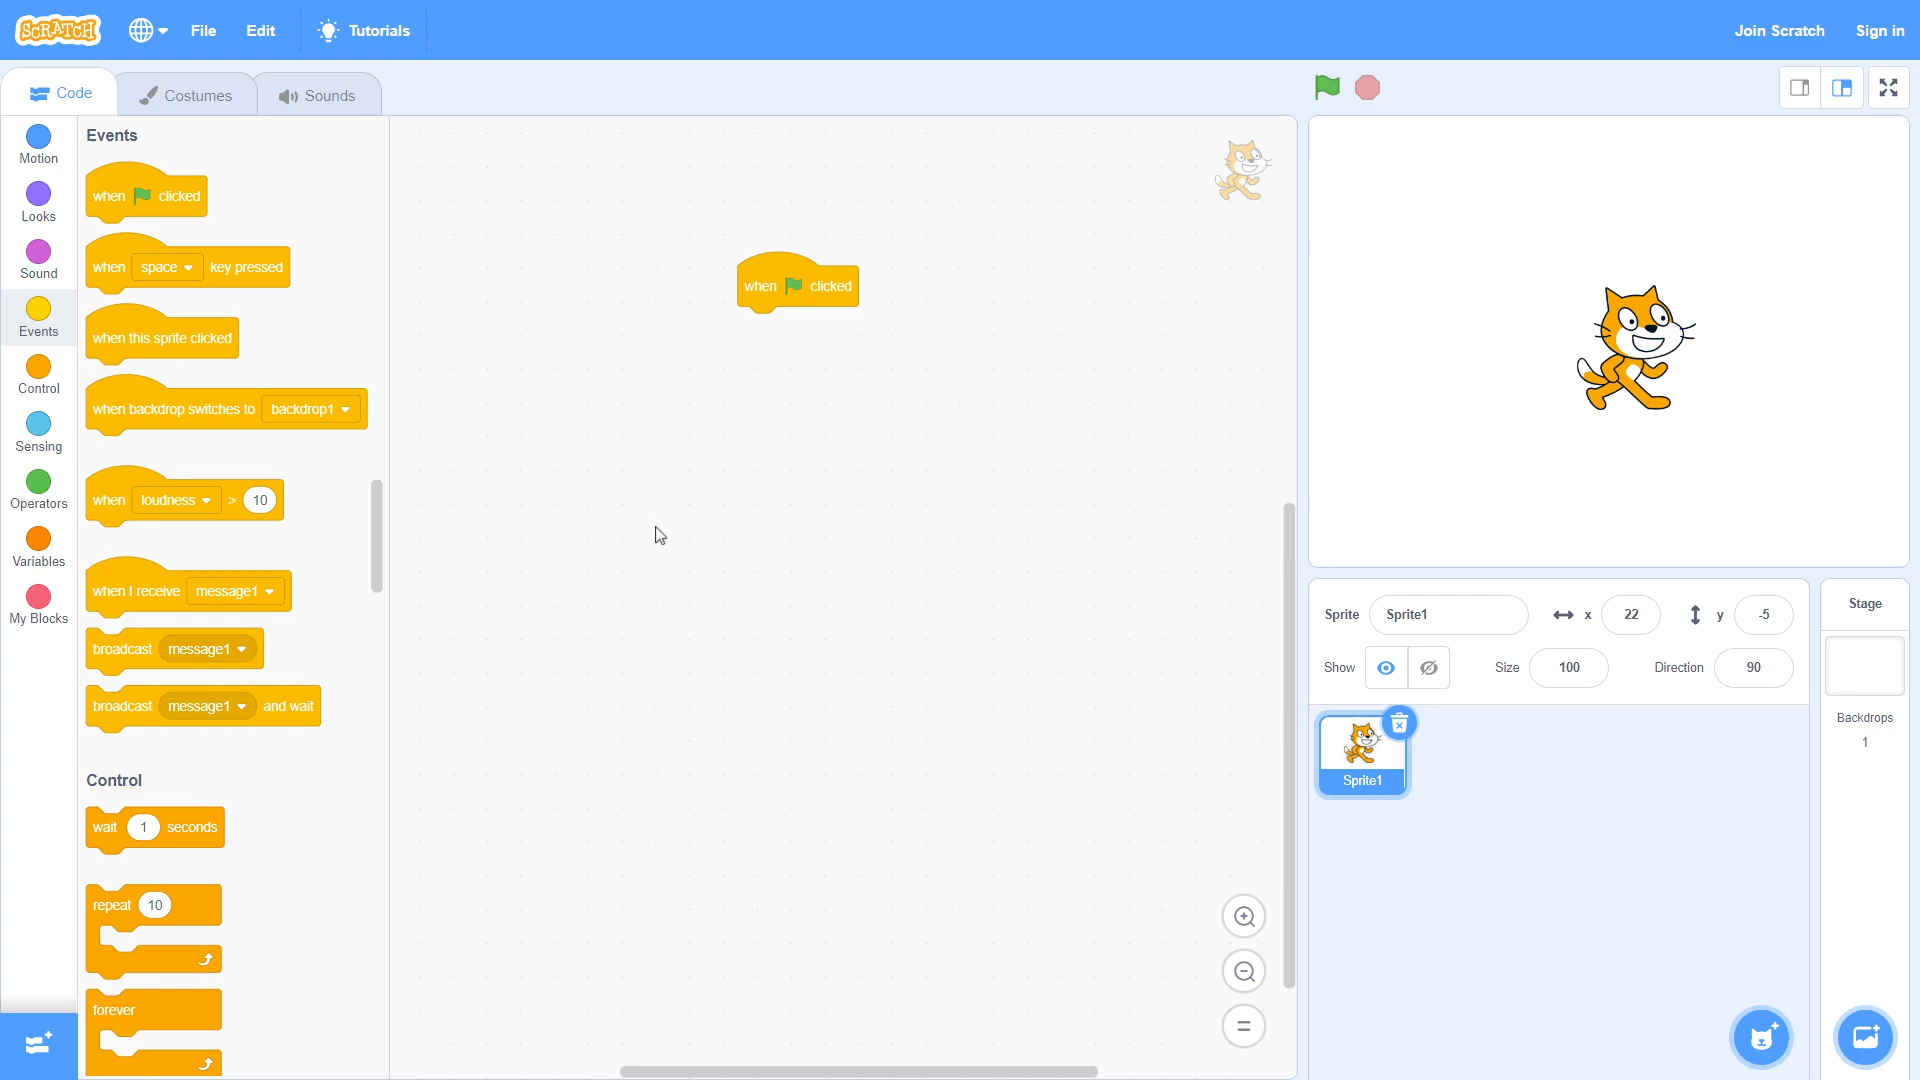 SCRATCH File Edit Tutorials Join Scratch Sign in
Code Costumes Sounds
Motion
Looks
Sound
Events
Control
Sensing
Operators
Variables
My Blocks
Events
when clicked
when space key pressed
when this sprite clicked
when backdrop switches to backdrop1
when loudness > 10
when I receive message1
broadcast message1
broadcast message1 and wait
Control
wait 1 seconds
repeat 10
forever
when clicked
Sprite Sprite1 x 22 y -5
Show Size 100 Direction 90
Sprite1
Stage
Backdrops
1